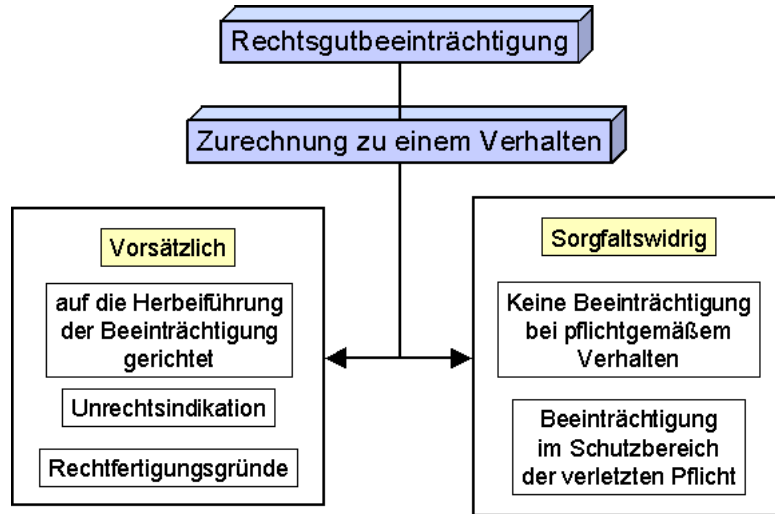 Rechtsgutbeeinträchtigung
Zurechnung zu einem Verhalten
Vorsätzlich
auf die Herbeiführung
der Beeinträchtigung
gerichtet
Unrechtsindikation
Rechtfertigungsgründe
Sorgfaltswidrig
Keine Beeinträchtigung
bei pflichtgemäßem
Verhalten
Beeinträchtigung
im Schutzbereich
der verletzten Pflicht